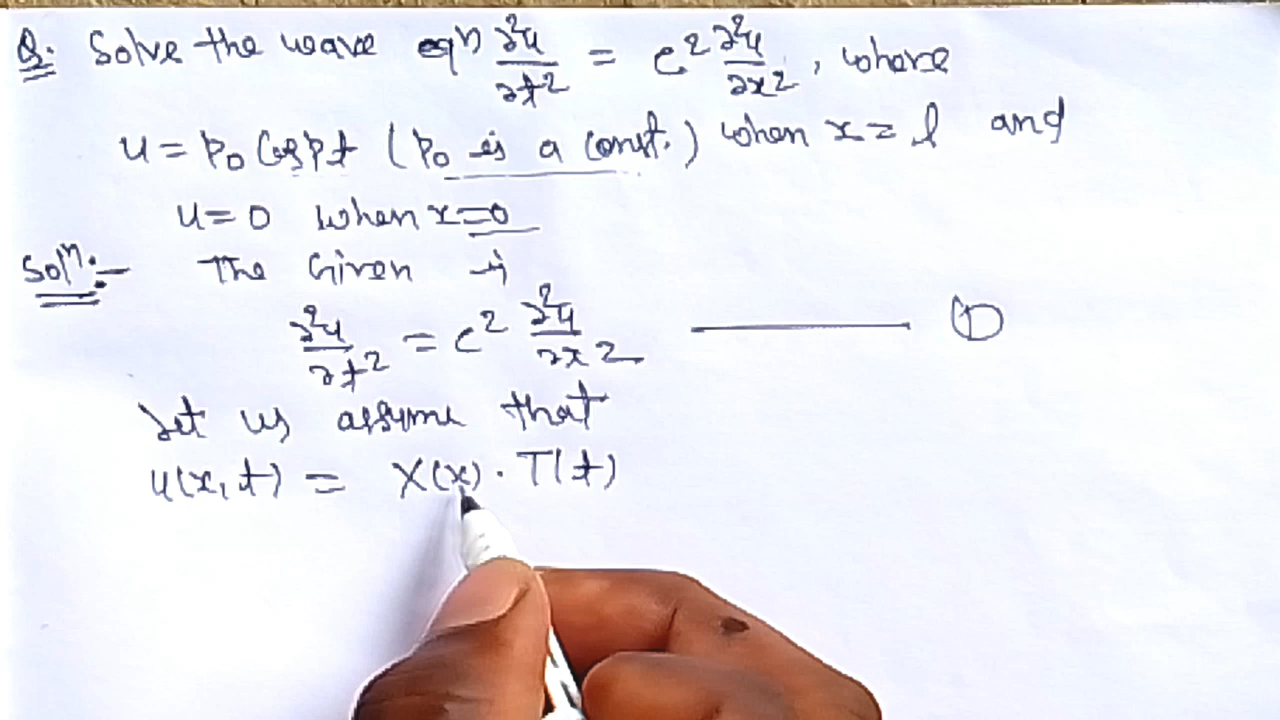 Q. Solve the wave eqⁿ ∂²u/∂t² = c² ∂²u/∂x², where
u = P₀ Cos pt (P₀ is a const.) when x = l and
u = 0 when x = 0
Solⁿ:- The Given is
∂²u/∂t² = c² ∂²u/∂x² ——— ①
Let us assume that
u(x,t) = X(x) · T(t)